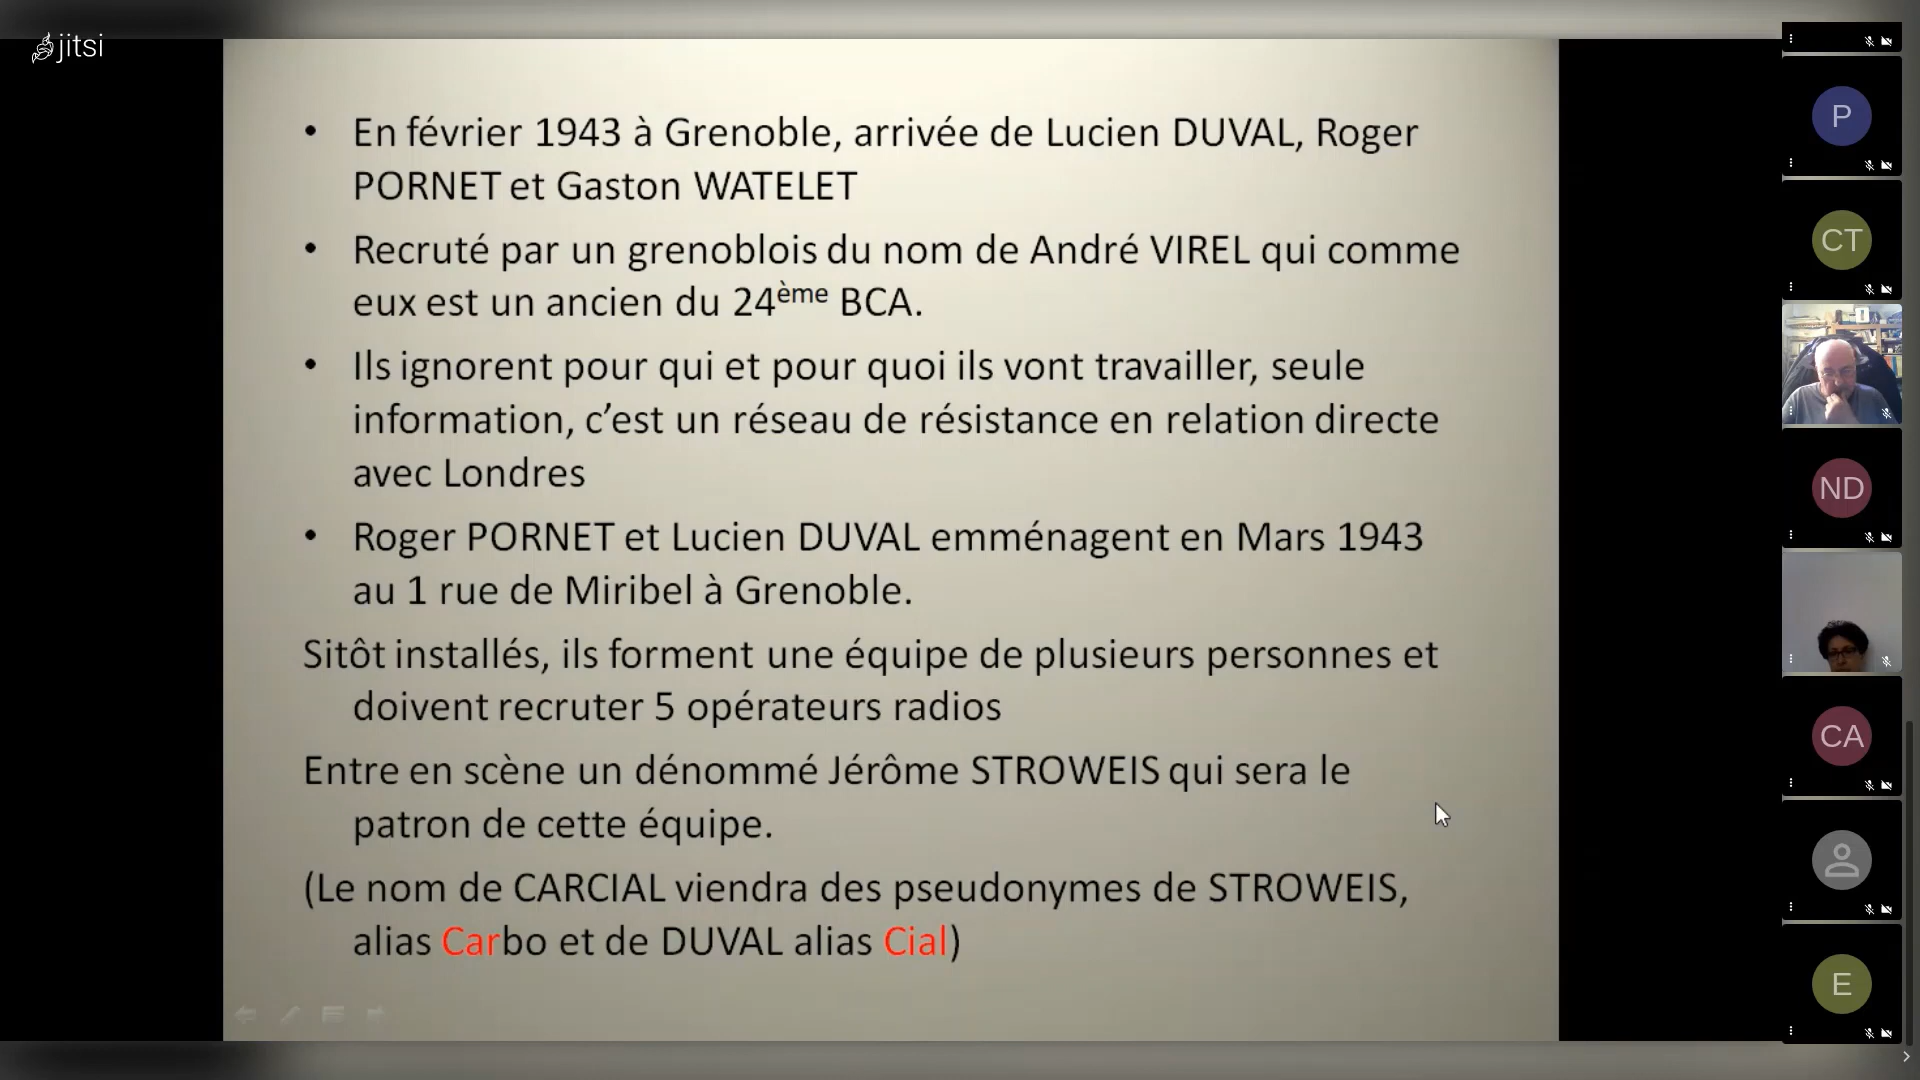 jitsi
• En février 1943 à Grenoble, arrivée de Lucien DUVAL, Roger
PORNET et Gaston WATELET
• Recruté par un grenoblois du nom de André VIREL qui comme
eux est un ancien du 24ème BCA.
• Ils ignorent pour qui et pour quoi ils vont travailler, seule
information, c’est un réseau de résistance en relation directe
avec Londres
• Roger PORNET et Lucien DUVAL emménagent en Mars 1943
au 1 rue de Miribel à Grenoble.
Sitôt installés, ils forment une équipe de plusieurs personnes et
doivent recruter 5 opérateurs radios
Entre en scène un dénommé Jérôme STROWEIS qui sera le
patron de cette équipe.
(Le nom de CARCIAL viendra des pseudonymes de STROWEIS,
alias Carbo et de DUVAL alias Cial)
P
CT
ND
CA
E